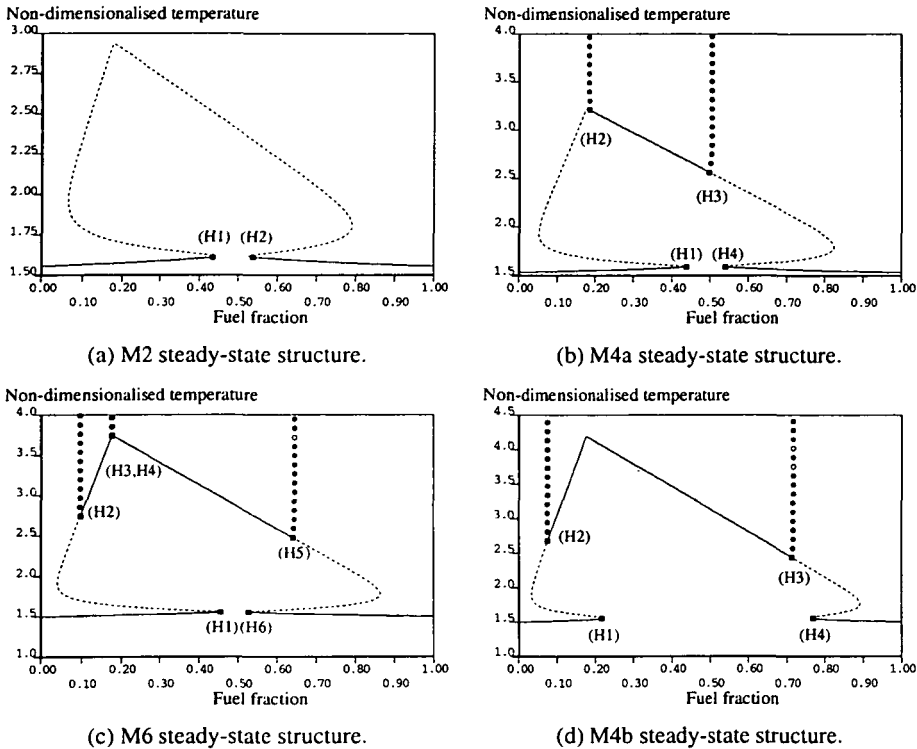 Non-dimensionalised temperature
3.00
2.75
2.50
2.25
2.00
1.75
1.50
(H1) (H2)
0.00 0.20 0.40 0.60 0.80 1.00
0.10 0.30 0.50 0.70 0.90
Fuel fraction
(a) M2 steady-state structure.
Non-dimensionalised temperature
4.0
3.5
3.0
2.5
2.0
1.5
(H2)
(H3)
(H1) (H4)
0.00 0.20 0.40 0.60 0.80 1.00
0.10 0.30 0.50 0.70 0.90
Fuel fraction
(b) M4a steady-state structure.
Non-dimensionalised temperature
4.0
3.5
3.0
2.5
2.0
1.5
1.0
(H3,H4)
(H2)
(H5)
(H1) (H6)
0.00 0.20 0.40 0.60 0.80 1.00
0.10 0.30 0.50 0.70 0.90
Fuel fraction
(c) M6 steady-state structure.
Non-dimensionalised temperature
4.5
4.0
3.5
3.0
2.5
2.0
1.5
1.0
(H2)
(H3)
(H1) (H4)
0.00 0.20 0.40 0.60 0.80 1.00
0.10 0.30 0.50 0.70 0.90
Fuel fraction
(d) M4b steady-state structure.